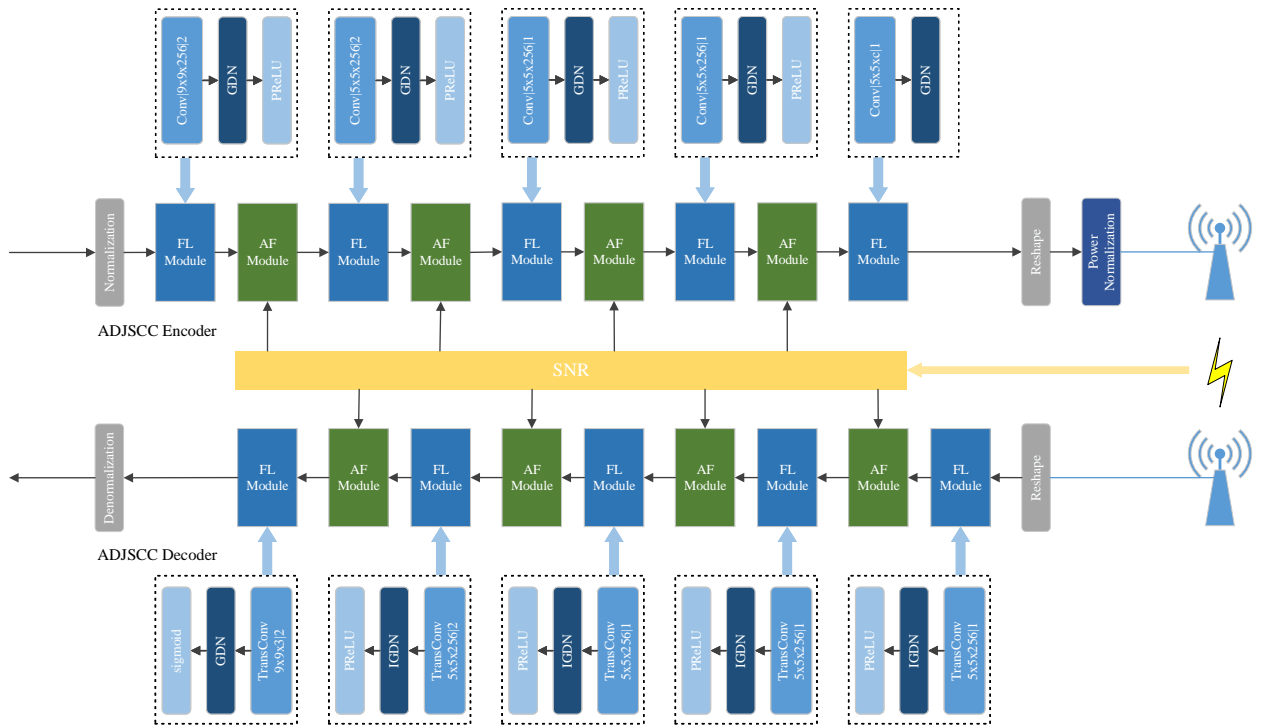 Conv|9x9x256|2
GDN
PReLU
Conv|5x5x256|2
GDN
PReLU
Conv|5x5x256|1
GDN
PReLU
Conv|5x5x256|1
GDN
PReLU
Conv|5x5xc|1
GDN
Normalization
FL
Module
AF
Module
FL
Module
AF
Module
FL
Module
AF
Module
FL
Module
AF
Module
FL
Module
Reshape
Power
Normalization
ADJSCC Encoder
SNR
Denormalization
FL
Module
AF
Module
FL
Module
AF
Module
FL
Module
AF
Module
FL
Module
AF
Module
FL
Module
Reshape
ADJSCC Decoder
sigmoid
GDN
TransConv
9x9x3|2
PReLU
IGDN
TransConv
5x5x256|2
PReLU
IGDN
TransConv
5x5x256|1
PReLU
IGDN
TransConv
5x5x256|1
PReLU
IGDN
TransConv
5x5x256|1